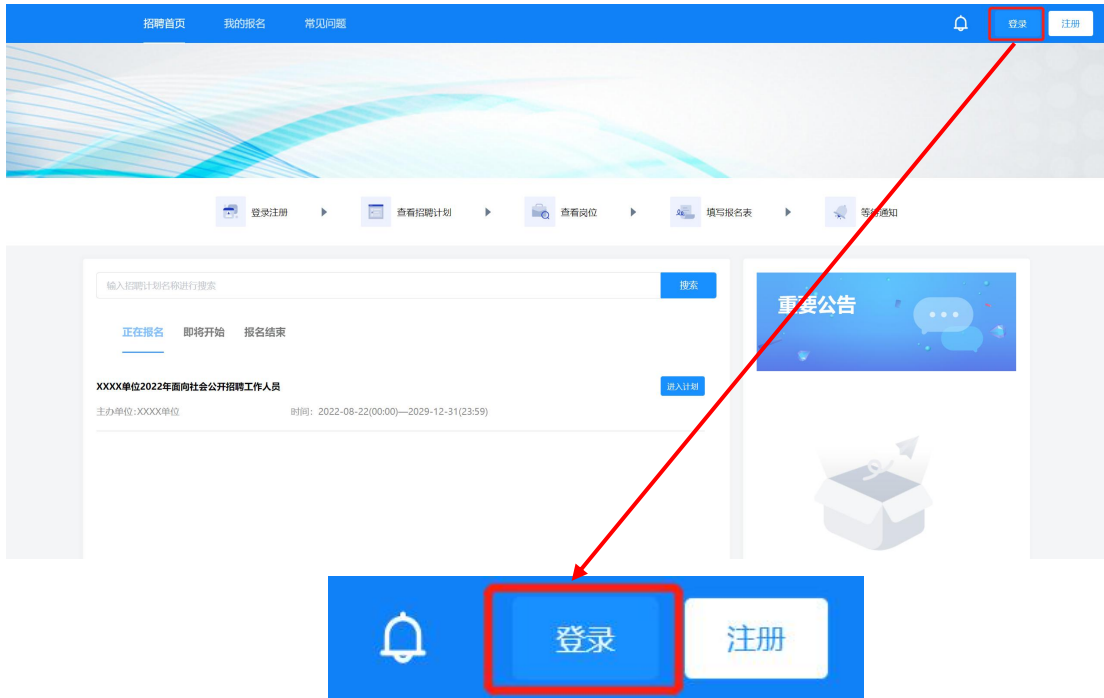 招聘首页 我的报名 常见问题 登录 注册
登录注册 查看招聘计划 查看岗位 填写报名表 等待通知
输入招聘计划名称进行搜索 搜索
重要公告
正在报名 即将开始 报名结束
XXXX单位2022年面向社会公开招聘工作人员 进入计划
主办单位:XXXX单位 时间: 2022-08-22(00:00)—2029-12-31(23:59)
登录 注册